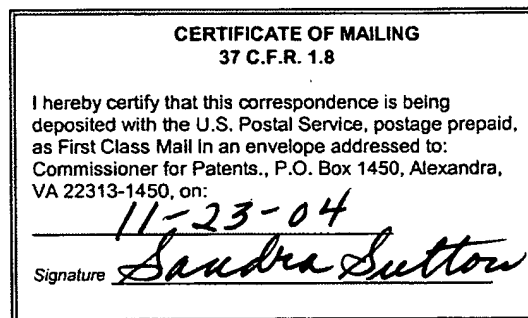 CERTIFICATE OF MAILING
37 C.F.R. 1.8
I hereby certify that this correspondence is being
deposited with the U.S. Postal Service, postage prepaid,
as First Class Mail in an envelope addressed to:
Commissioner for Patents., P.O. Box 1450, Alexandra,
VA 22313-1450, on:
11-23-04
Signature Sandra Sutton